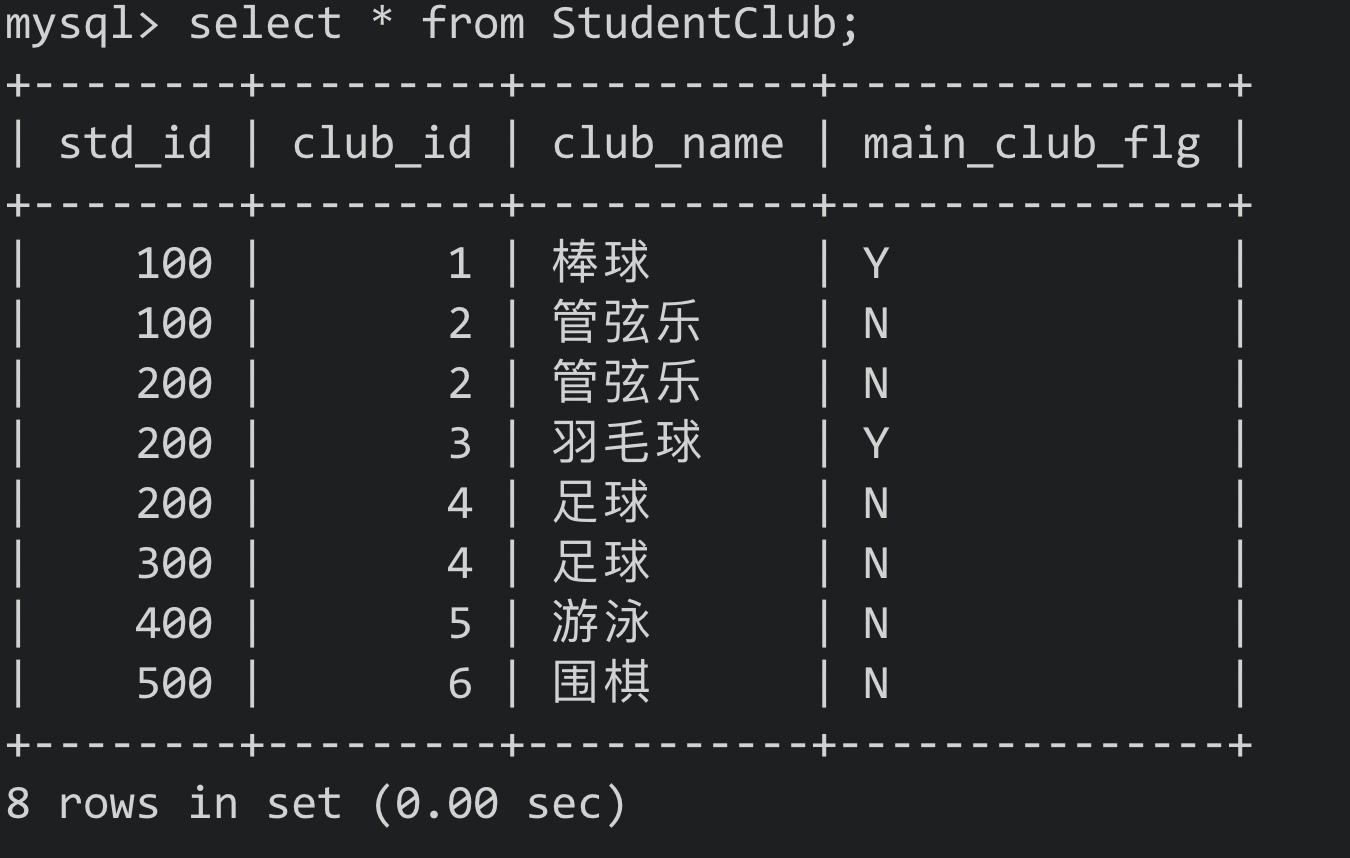 mysql> select * from StudentClub;
+--------+---------+-----------+---------------+
| std_id | club_id | club_name | main_club_flg |
+--------+---------+-----------+---------------+
|    100 |       1 | 棒球      | Y             |
|    100 |       2 | 管弦乐    | N             |
|    200 |       2 | 管弦乐    | N             |
|    200 |       3 | 羽毛球    | Y             |
|    200 |       4 | 足球      | N             |
|    300 |       4 | 足球      | N             |
|    400 |       5 | 游泳      | N             |
|    500 |       6 | 围棋      | N             |
+--------+---------+-----------+---------------+
8 rows in set (0.00 sec)